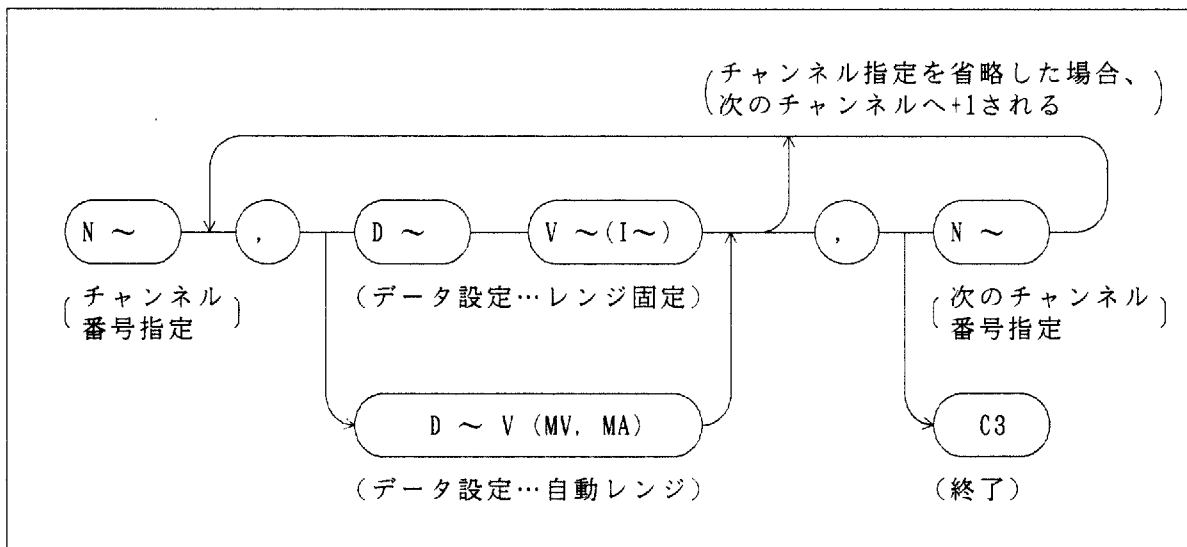 チャンネル指定を省略した場合、
次のチャンネルへ+1される
N ～
,
D ～
V ～(I～)
,
N ～
チャンネル
番号指定
(データ設定…レンジ固定)
次のチャンネル
番号指定
D ～ V (MV, MA)
C3
(データ設定…自動レンジ)
(終了)